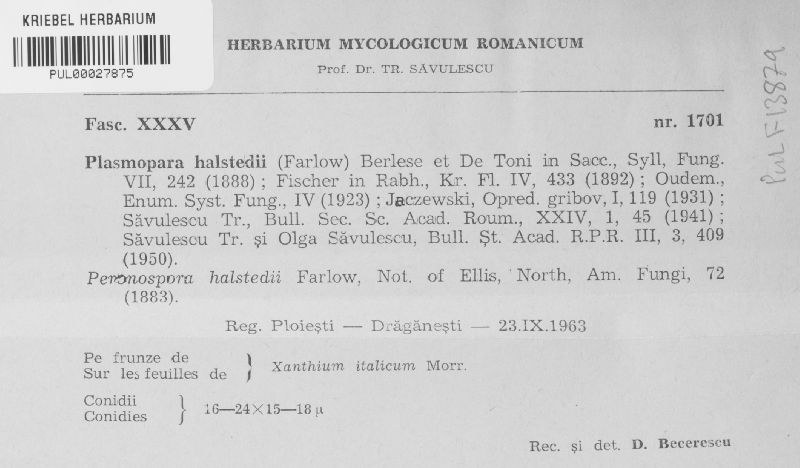 KRIEBEL HERBARIUM
PUL00027875
HERBARIUM MYCOLOGICUM ROMANICUM
Prof. Dr. TR. SĂVULESCU
Fasc. XXXV nr. 1701
Plasmopara halstedii (Farlow) Berlese et De Toni in Sacc., Syll, Fung.
VII, 242 (1888) ; Fischer in Rabh., Kr. Fl. IV, 433 (1892) ; Oudem.,
Enum. Syst. Fung., IV (1923) ; Jaczewski, Opred. gribov, I, 119 (1931) ;
Săvulescu Tr., Bull. Sec. Sc. Acad. Roum., XXIV, 1, 45 (1941) ;
Săvulescu Tr. și Olga Săvulescu, Bull. Șt. Acad. R.P.R. III, 3, 409
(1950).
Peronospora halstedii Farlow, Not. of Ellis, North, Am. Fungi, 72
(1883).
Reg. Ploiești — Drăgănești — 23.IX.1963
Pe frunze de
Sur les feuilles de } Xanthium italicum Morr.
Conidii
Conidies } 16—24×15—18 µ
Rec. și det. D. Becerescu
PUL F13879